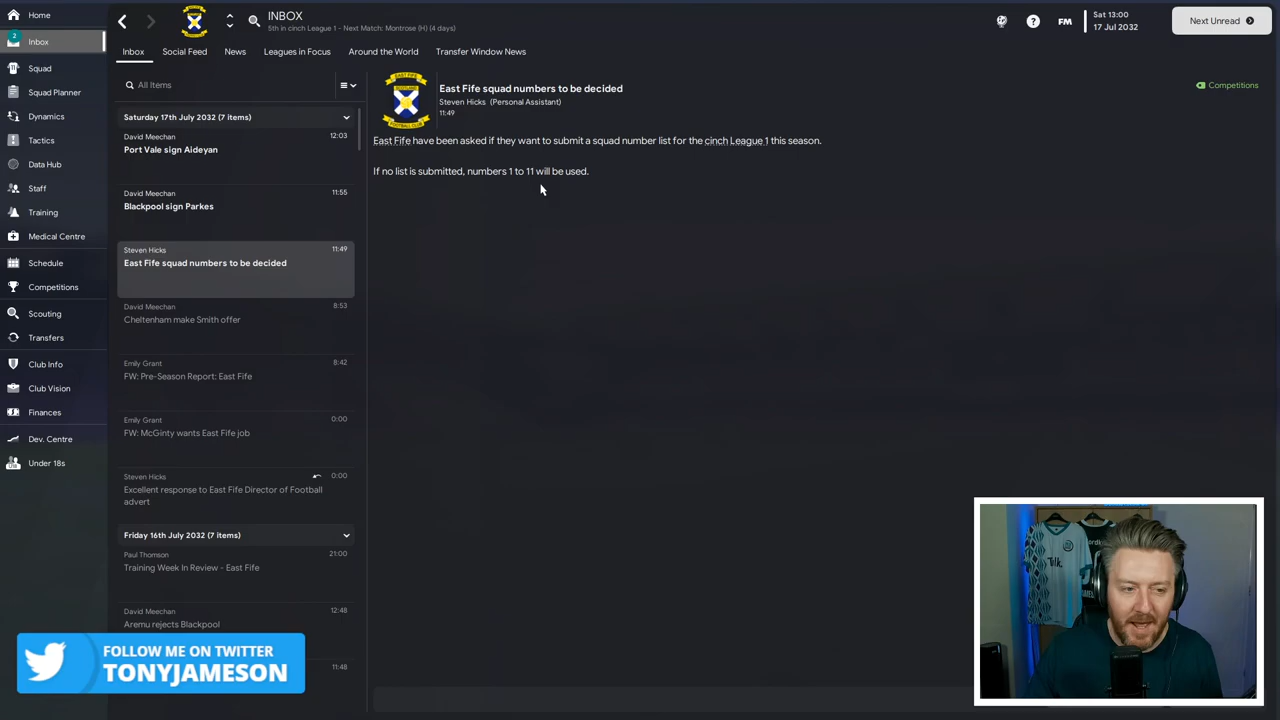 Home
2
Inbox
Squad
Squad Planner
Dynamics
Tactics
Data Hub
Staff
Training
Medical Centre
Schedule
Competitions
Scouting
Transfers
Club Info
Club Vision
Finances
Dev. Centre
U18
Under 18s
INBOX
5th in cinch League 1 - Next Match: Montrose (H) (4 days)
?
FM
Sat 13:00
17 Jul 2032
Next Unread
Inbox
Social Feed
News
Leagues in Focus
Around the World
Transfer Window News
All Items
Saturday 17th July 2032 (7 items)
David Meechan
12:03
Port Vale sign Aideyan
David Meechan
11:55
Blackpool sign Parkes
Steven Hicks
11:49
East Fife squad numbers to be decided
David Meechan
8:53
Cheltenham make Smith offer
Emily Grant
8:42
FW: Pre-Season Report: East Fife
Emily Grant
0:00
FW: McGinty wants East Fife job
Steven Hicks
0:00
Excellent response to East Fife Director of Football
advert
Friday 16th July 2032 (7 items)
Paul Thomson
21:00
Training Week In Review - East Fife
David Meechan
12:48
Aremu rejects Blackpool
11:48
EAST FIFE
SCOTLAND
FOOTBALL CLUB
East Fife squad numbers to be decided
Steven Hicks (Personal Assistant)
11:49
Competitions
East Fife have been asked if they want to submit a squad number list for the cinch League 1 this season.
If no list is submitted, numbers 1 to 11 will be used.
FOLLOW ME ON TWITTER
TONYJAMESON